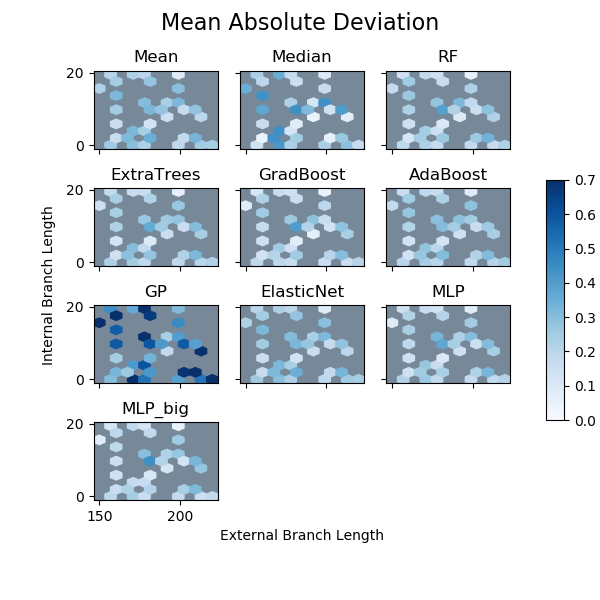 Mean Absolute Deviation
Mean
Median
RF
20
0
ExtraTrees
GradBoost
AdaBoost
20
0
GP
ElasticNet
MLP
20
0
MLP_big
20
0
150
200
Internal Branch Length
External Branch Length
0.7
0.6
0.5
0.4
0.3
0.2
0.1
0.0